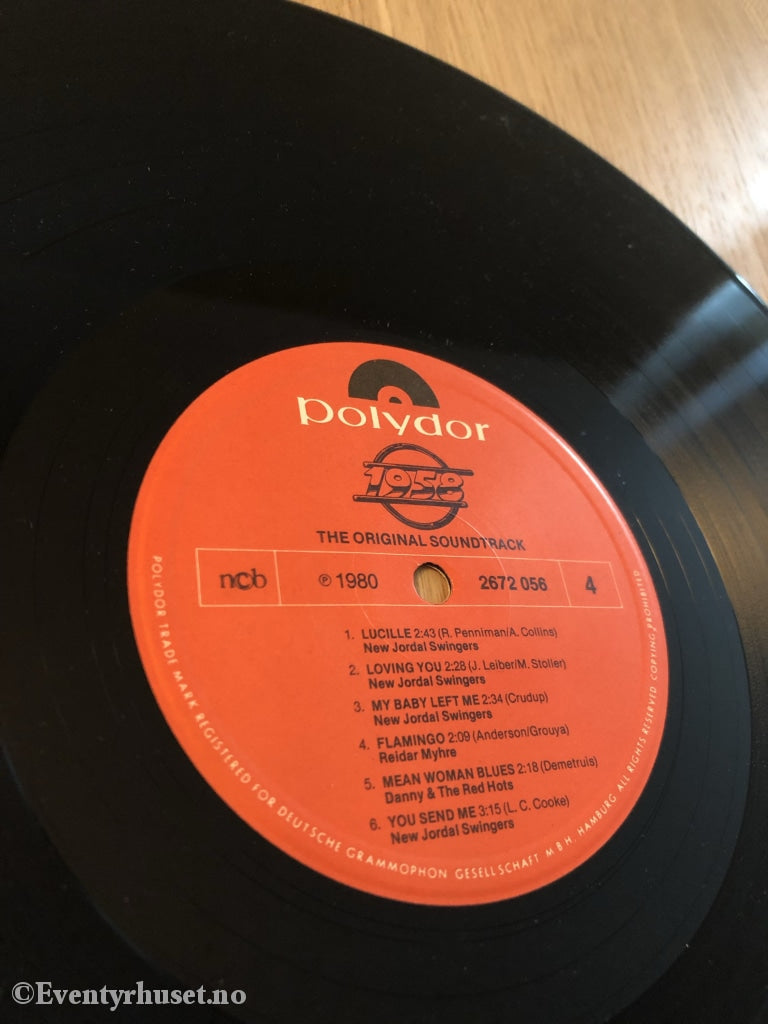 polydor
1958
THE ORIGINAL SOUNDTRACK
ncb ℗ 1980 2672 056 4
1. LUCILLE 2:43 (R. Penniman/A. Collins)
New Jordal Swingers
2. LOVING YOU 2:28 (J. Leiber/M. Stoller)
New Jordal Swingers
3. MY BABY LEFT ME 2:34 (Crudup)
New Jordal Swingers
4. FLAMINGO 2:09 (Anderson/Grouya)
Reidar Myhre
5. MEAN WOMAN BLUES 2:18 (Demetruis)
Danny & The Red Hots
6. YOU SEND ME 3:15 (L. C. Cooke)
New Jordal Swingers
POLYDOR TRADE MARK REGISTERED FOR DEUTSCHE GRAMMOPHON GESELLSCHAFT M B H. HAMBURG ALL RIGHTS RESERVED COPYING PROHIBITED
©Eventyrhuset.no